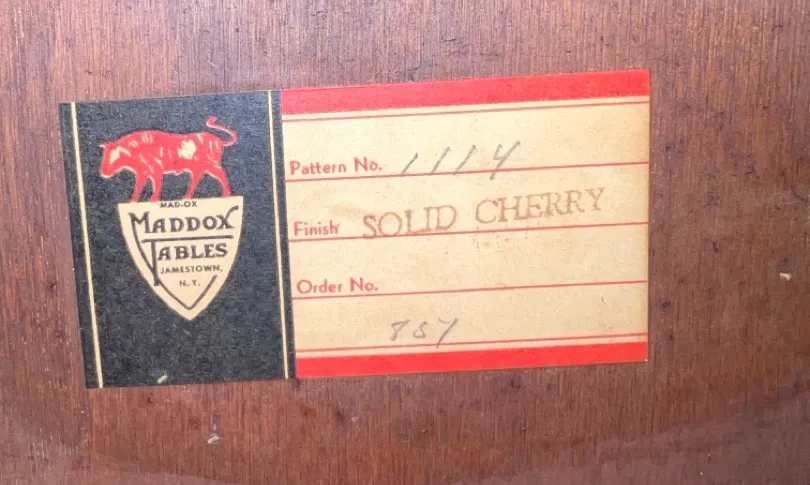 MAD-OX
MADDOX
TABLES
JAMESTOWN,
N.Y.
Pattern No. 1114
Finish SOLID CHERRY
Order No.
857